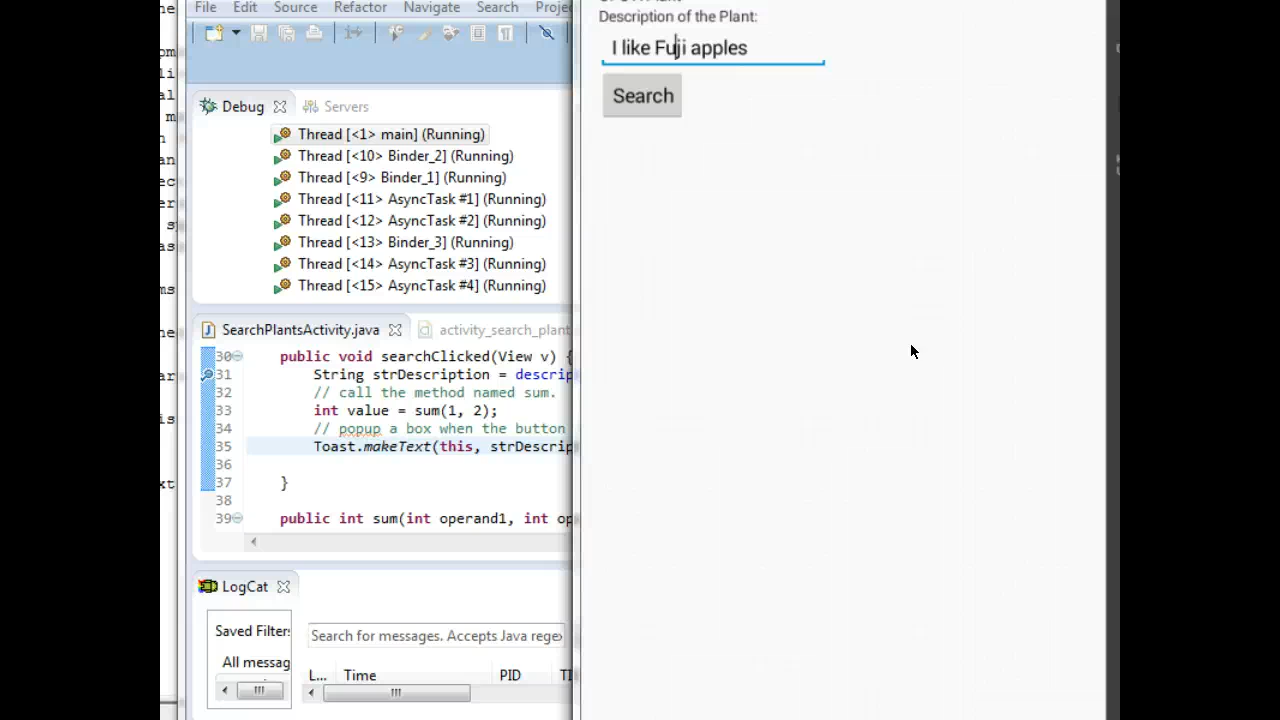 File Edit Source Refactor Navigate Search
Debug Servers
Thread [<1> main] (Running)
Thread [<10> Binder_2] (Running)
Thread [<9> Binder_1] (Running)
Thread [<11> AsyncTask #1] (Running)
Thread [<12> AsyncTask #2] (Running)
Thread [<13> Binder_3] (Running)
Thread [<14> AsyncTask #3] (Running)
Thread [<15> AsyncTask #4] (Running)
SearchPlantsActivity.java activity_search_plant
30 public void searchClicked(View v) {
31 String strDescription = descrip
32 // call the method named sum.
33 int value = sum(1, 2);
34 // popup a box when the button
35 Toast.makeText(this, strDescrip
36
37 }
38
39 public int sum(int operand1, int op
LogCat
Saved Filters
All messag
Search for messages. Accepts Java regex
L... Time PID
Description of the Plant:
I like Fuji apples
Search